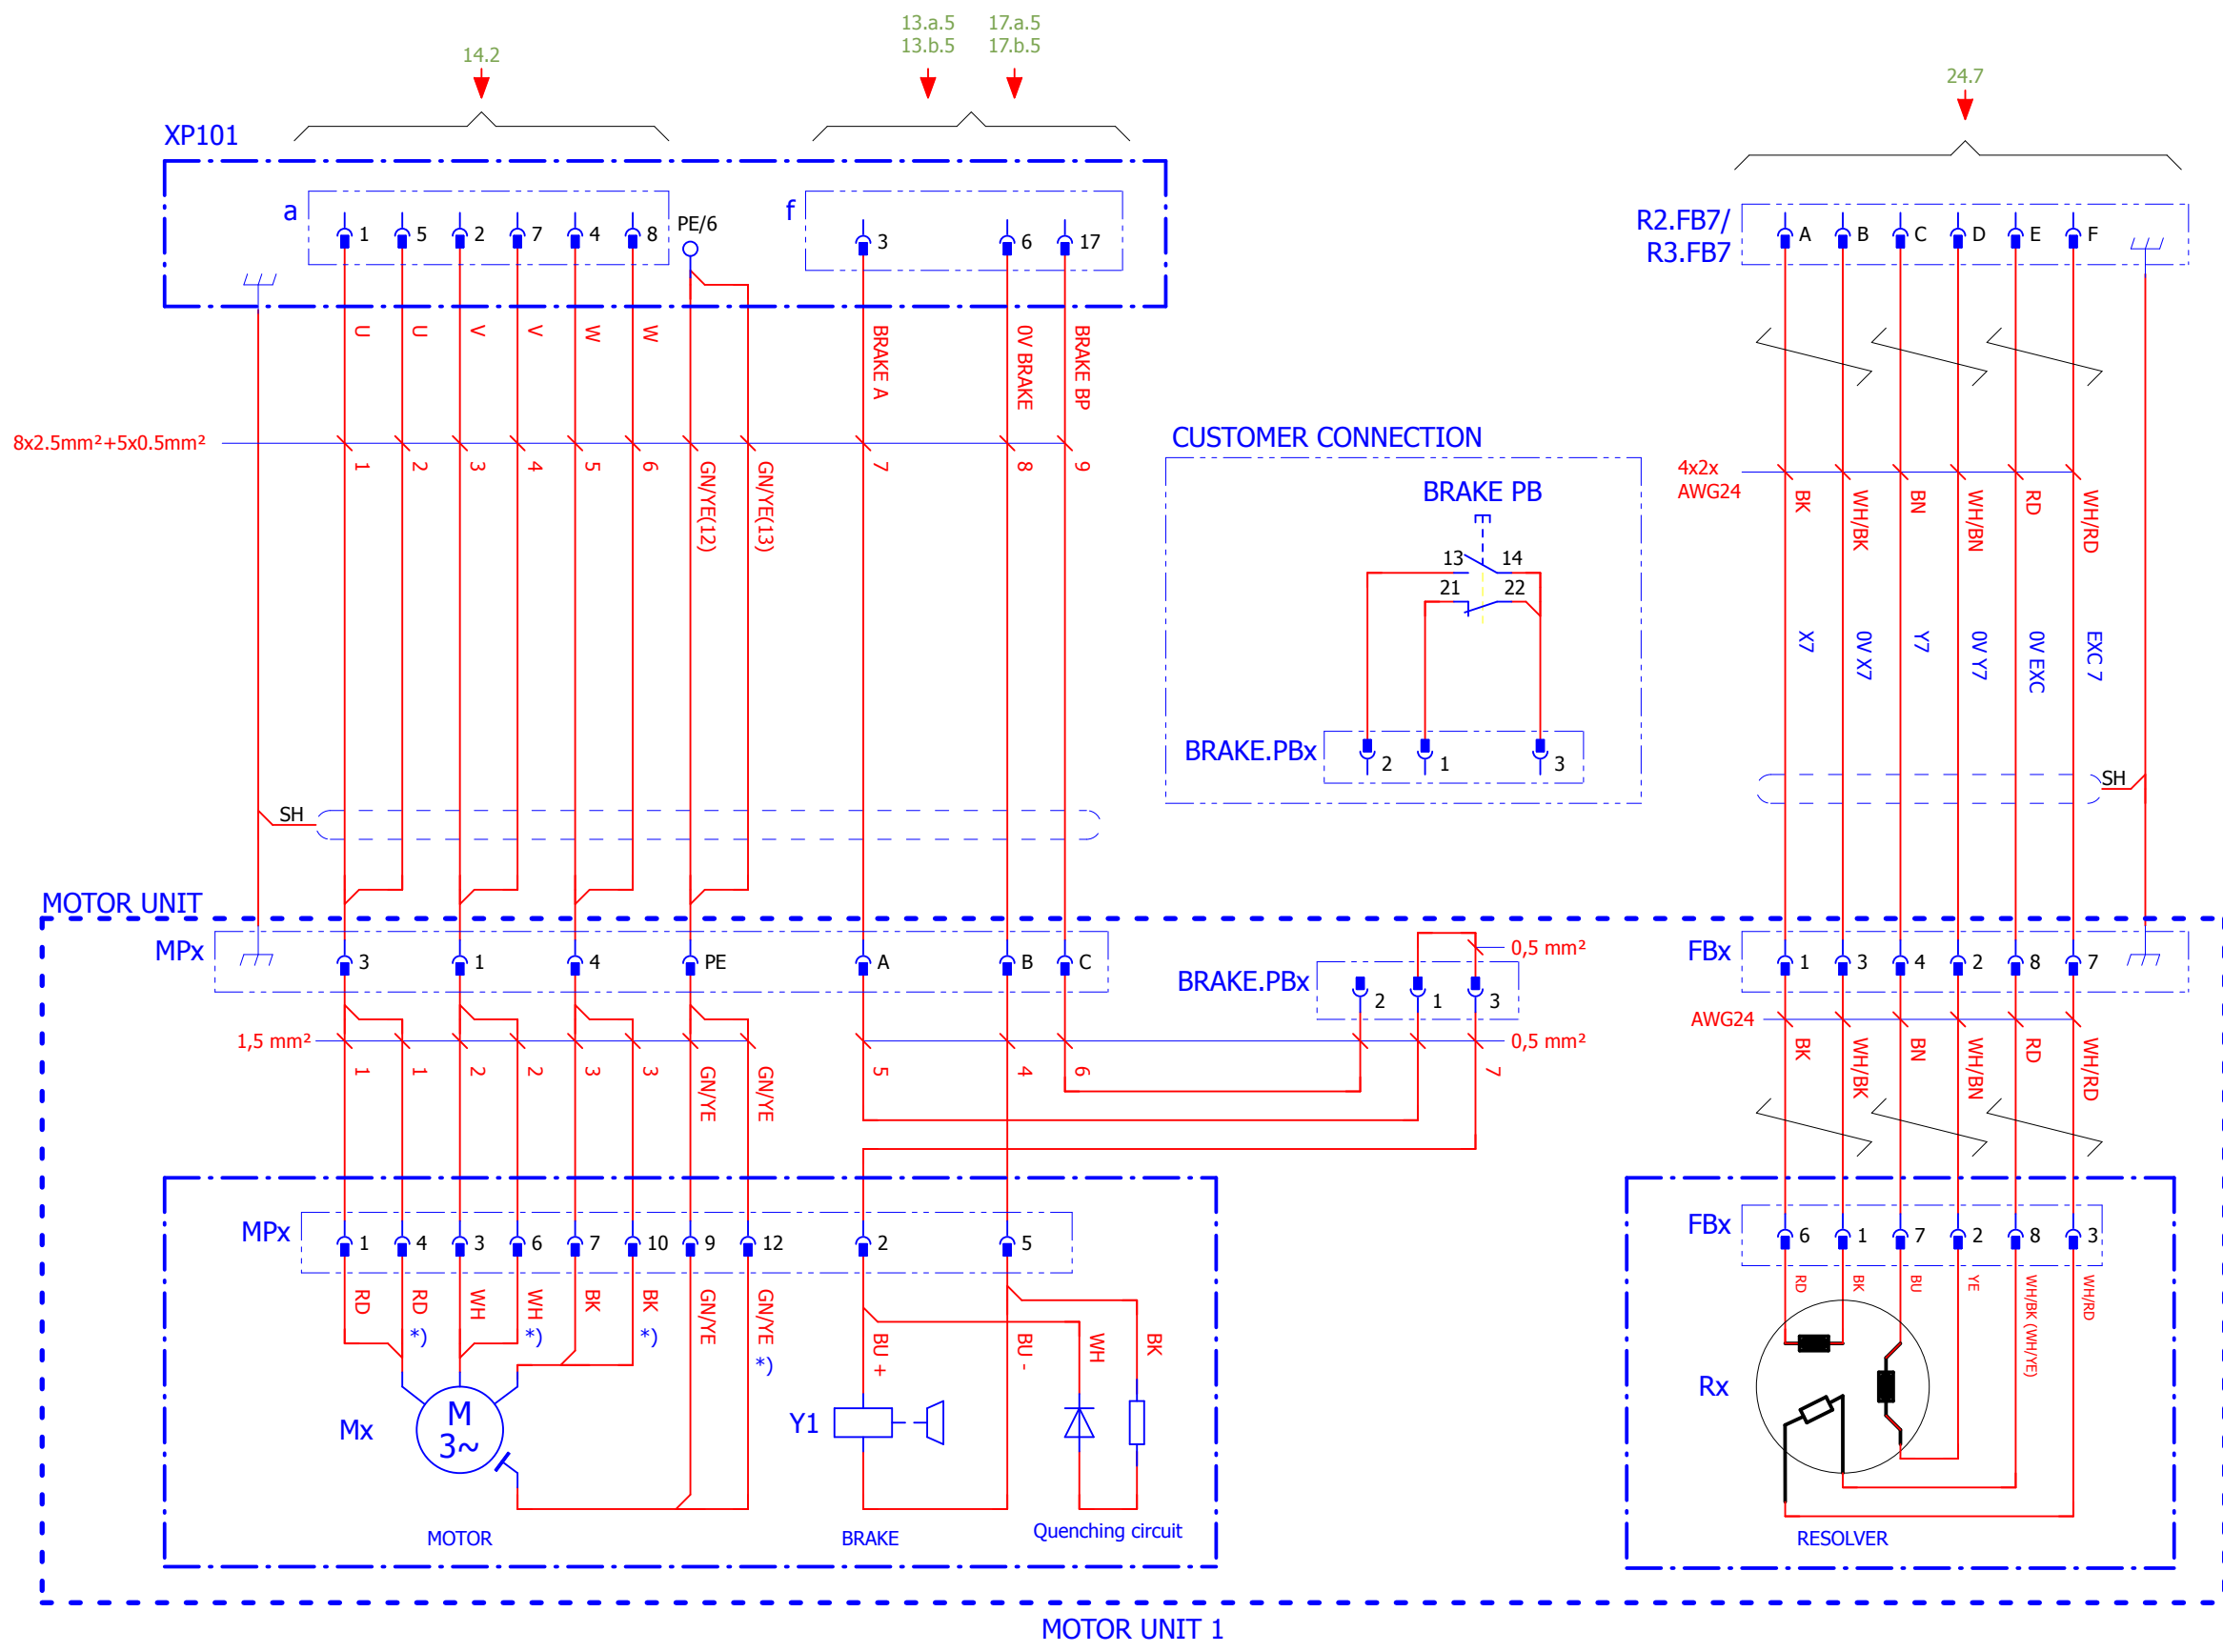 13.a.5 17.a.5
14.2 13.b.5 17.b.5
24.7
XP101
a 1 5 2 7 4 8 PE/6 f 3 6 17
R2.FB7/ A B C D E F
R3.FB7
U U V V W W BRAKE A 0V BRAKE BRAKE BP
8x2.5mm²+5x0.5mm²
1 2 3 4 5 6 GN/YE(12) GN/YE(13) 7 8 9
CUSTOMER CONNECTION
BRAKE PB
13 14
21 22
BRAKE.PBx 2 1 3
4x2x
AWG24
BK WH/BK BN WH/BN RD WH/RD
X7 0V X7 Y7 0V Y7 0V EXC EXC 7
SH
SH
MOTOR UNIT
MPx 3 1 4 PE A B C
0,5 mm²
BRAKE.PBx 2 1 3
FBx 1 3 4 2 8 7
1,5 mm²
0,5 mm²
AWG24
1 1 2 2 3 3 GN/YE GN/YE 5 4 6 7
BK WH/BK BN WH/BN RD WH/RD
MPx 1 4 3 6 7 10 9 12 2 5
FBx 6 1 7 2 8 3
RD RD WH WH BK BK GN/YE GN/YE
*) *) *) *)
BU + BU - WH BK
RD BK BU YE WH/BK (WH/YE) WH/RD
Mx M
3~
Y1
Rx
MOTOR BRAKE Quenching circuit
RESOLVER
MOTOR UNIT 1